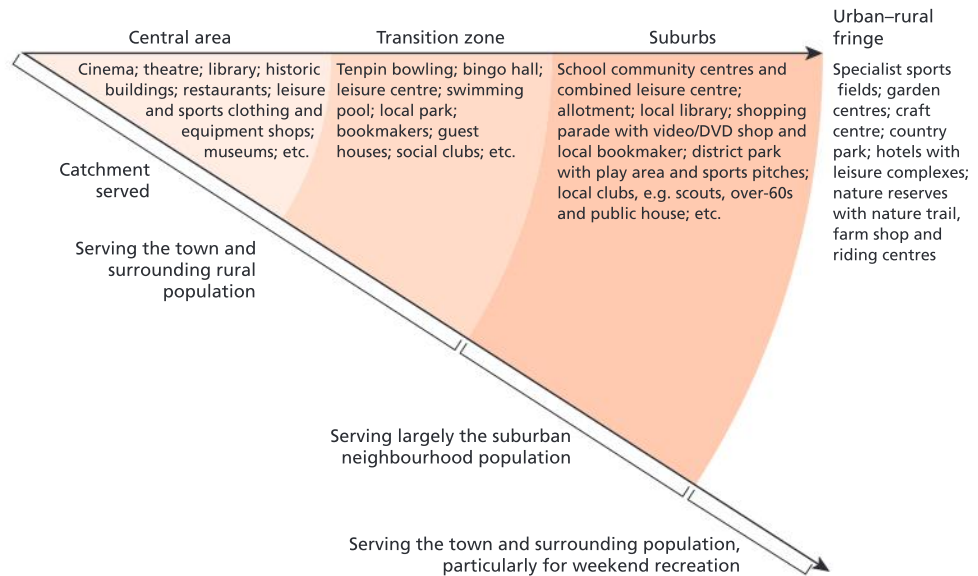 Central area
Transition zone
Suburbs
Urban–rural
fringe
Cinema; theatre; library; historic
buildings; restaurants; leisure
and sports clothing and
equipment shops;
museums; etc.
Tenpin bowling; bingo hall;
leisure centre; swimming
pool; local park;
bookmakers; guest
houses; social clubs; etc.
School community centres and
combined leisure centre;
allotment; local library; shopping
parade with video/DVD shop and
local bookmaker; district park
with play area and sports pitches;
local clubs, e.g. scouts, over-60s
and public house; etc.
Specialist sports
fields; garden
centres; craft
centre; country
park; hotels with
leisure complexes;
nature reserves
with nature trail,
farm shop and
riding centres
Catchment
served
Serving the town and
surrounding rural
population
Serving largely the suburban
neighbourhood population
Serving the town and surrounding population,
particularly for weekend recreation